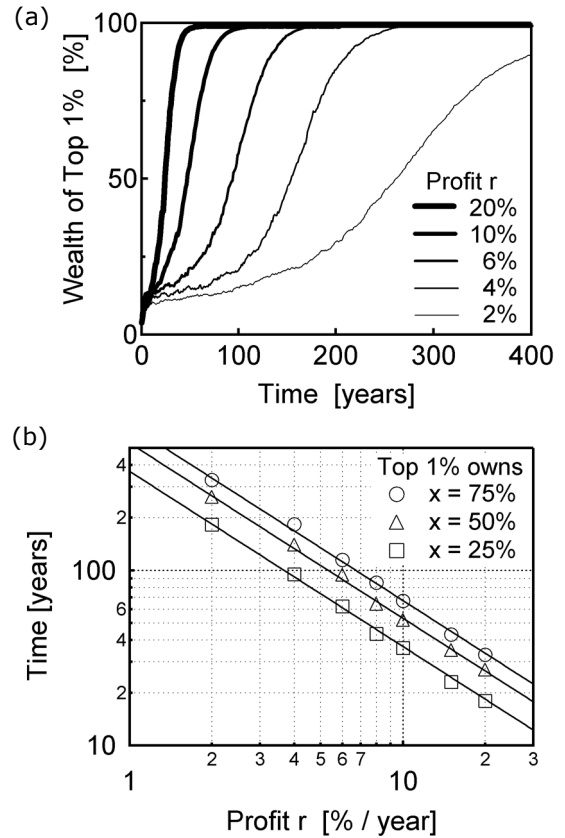 (a)
Wealth of Top 1% [%]
100
50
0
Profit r
20%
10%
6%
4%
2%
0 100 200 300 400
Time [years]
(b)
Time [years]
4
2
100
6
4
2
10
Top 1% owns
x = 75%
x = 50%
x = 25%
2 3 4 5 6 7 2 3
1 10
Profit r [% / year]